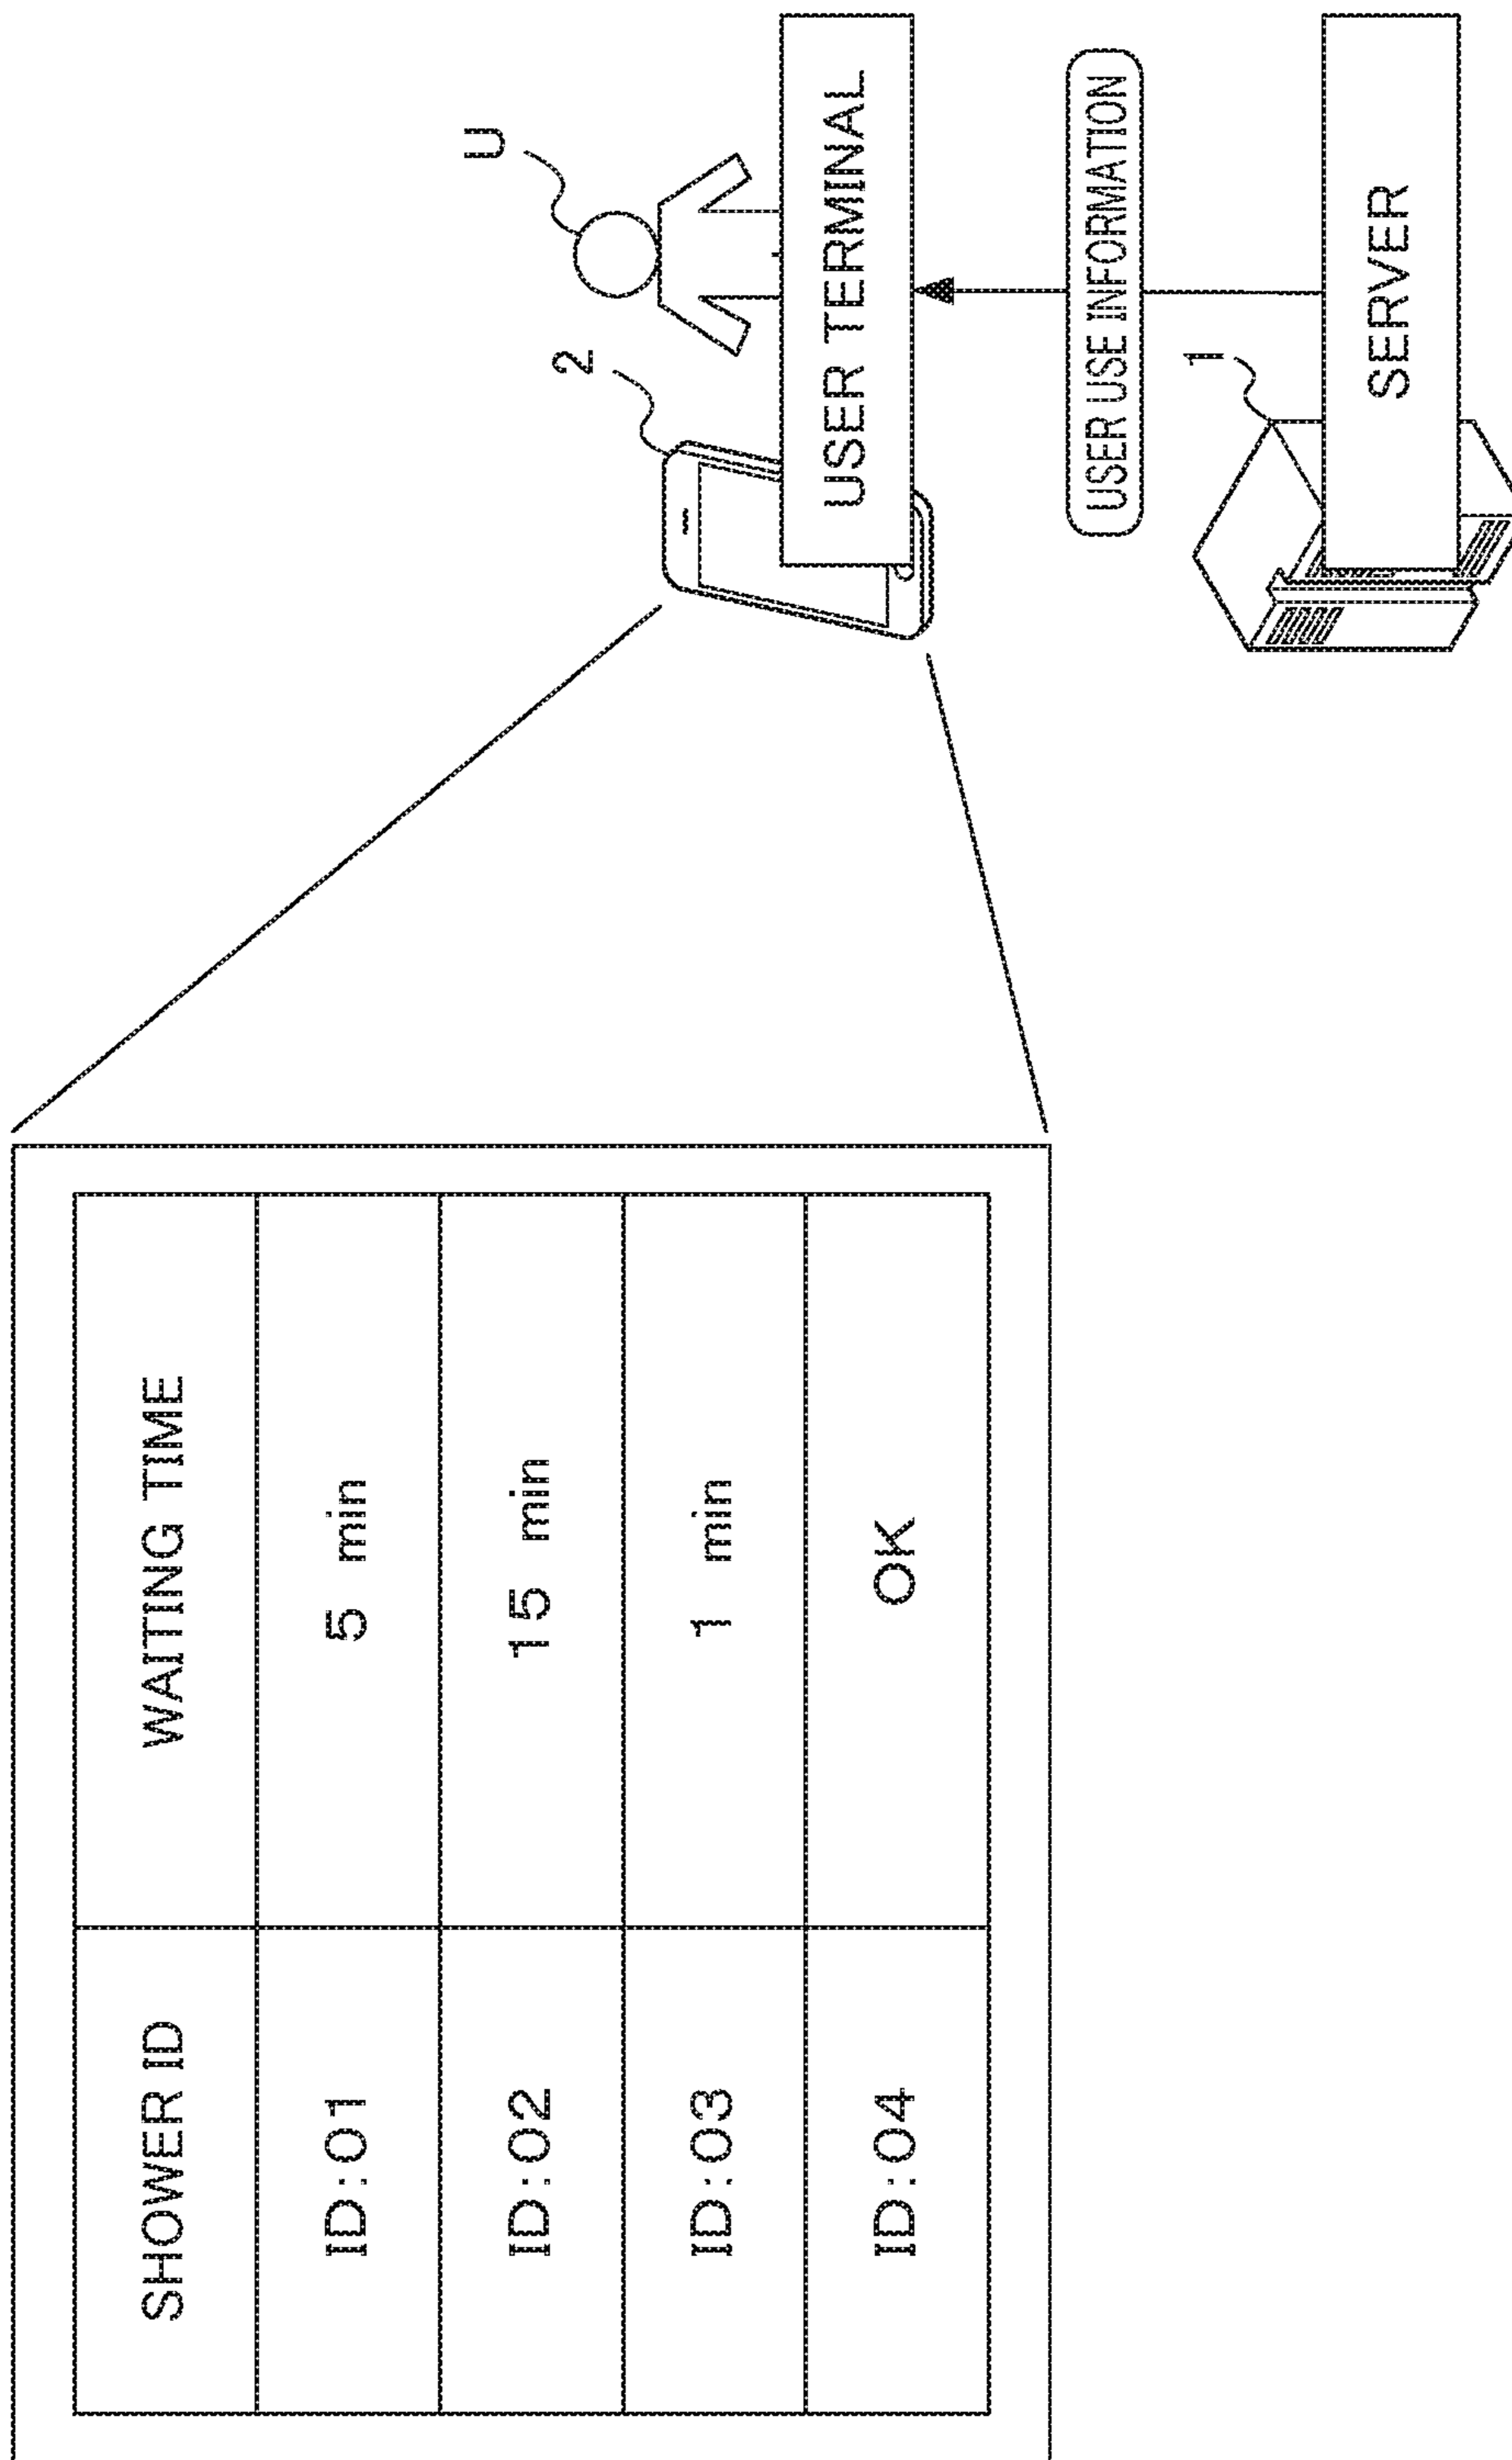 SHOWER ID WAITING TIME
ID:01 5 min
ID:02 15 min
ID:03 1 min
ID:04 OK
U
2
USER TERMINAL
USER USE INFORMATION
1
SERVER